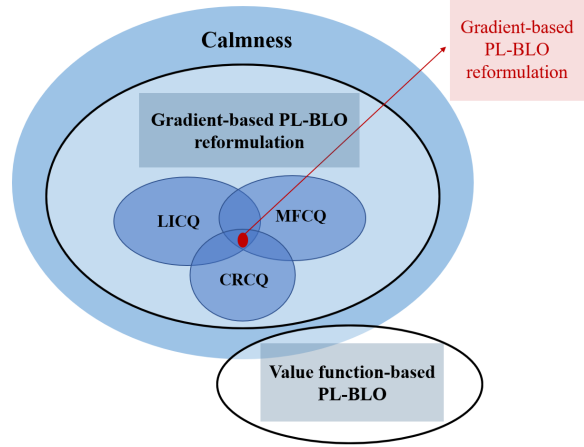 Gradient-based
PL-BLO
reformulation
Calmness
Gradient-based PL-BLO
reformulation
LICQ
MFCQ
CRCQ
Value function-based
PL-BLO